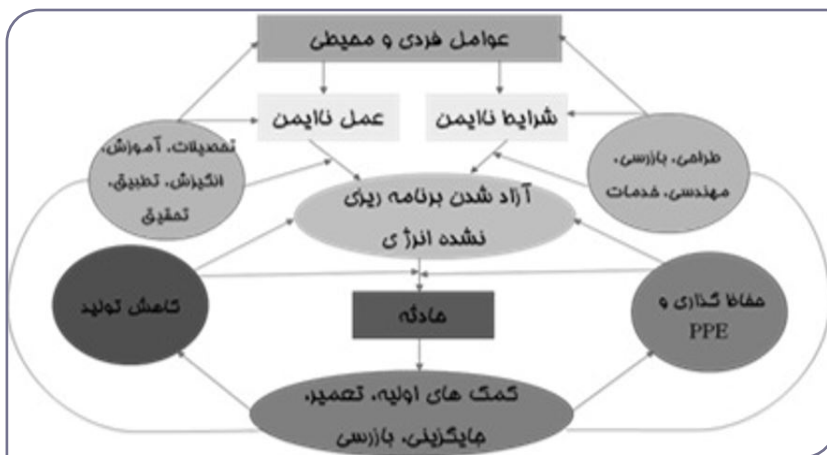 عوامل فردی و محیطی
شرایط ناایمن
عمل ناایمن
طراحی، بازرسی،
مهندسی، خدمات
تحصیلات، آموزش،
انگیزش، تطبیق،
تحقیق
آزاد شدن برنامه ریزی
نشده انرژی
حفاظ گذاری و
PPE
حادثه
کاهش تولید
کمک های اولیه، تعمیر،
جایگزینی، بازرسی